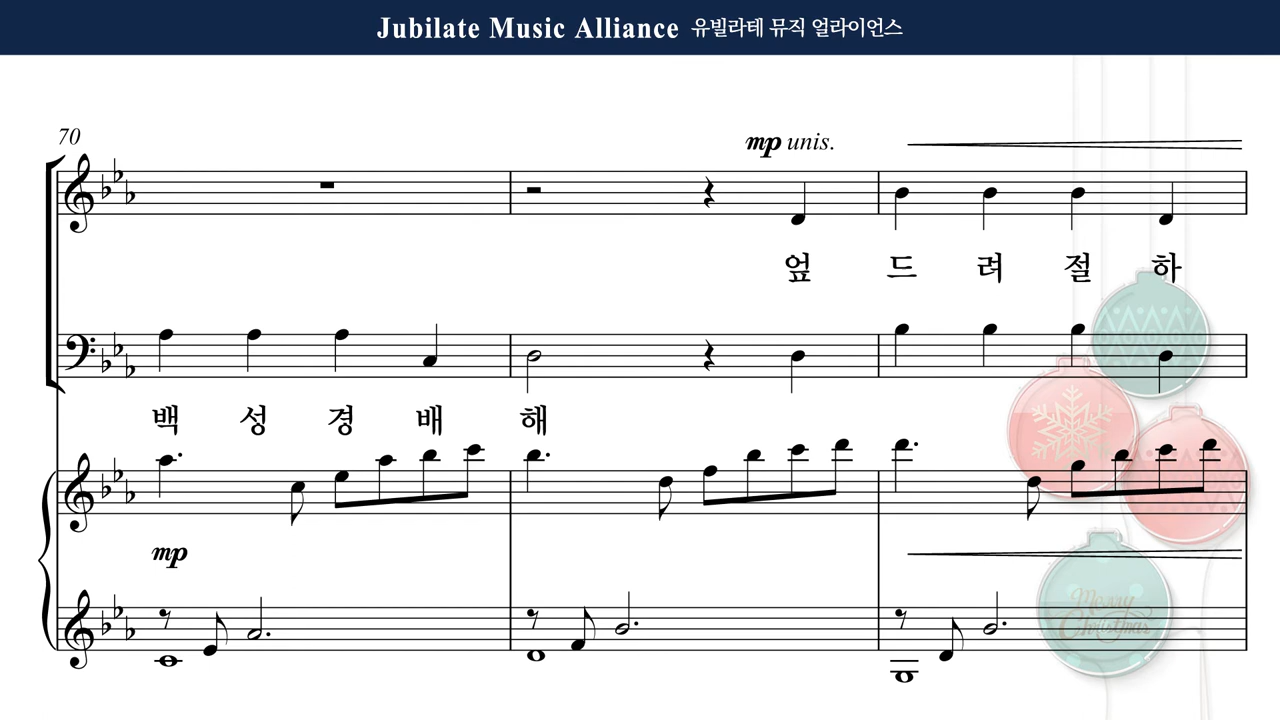 Jubilate Music Alliance 유빌라테 뮤직 얼라이언스
70
mp unis.
엎 드 려 절 하
백 성 경 배 해
mp
Merry Christmas